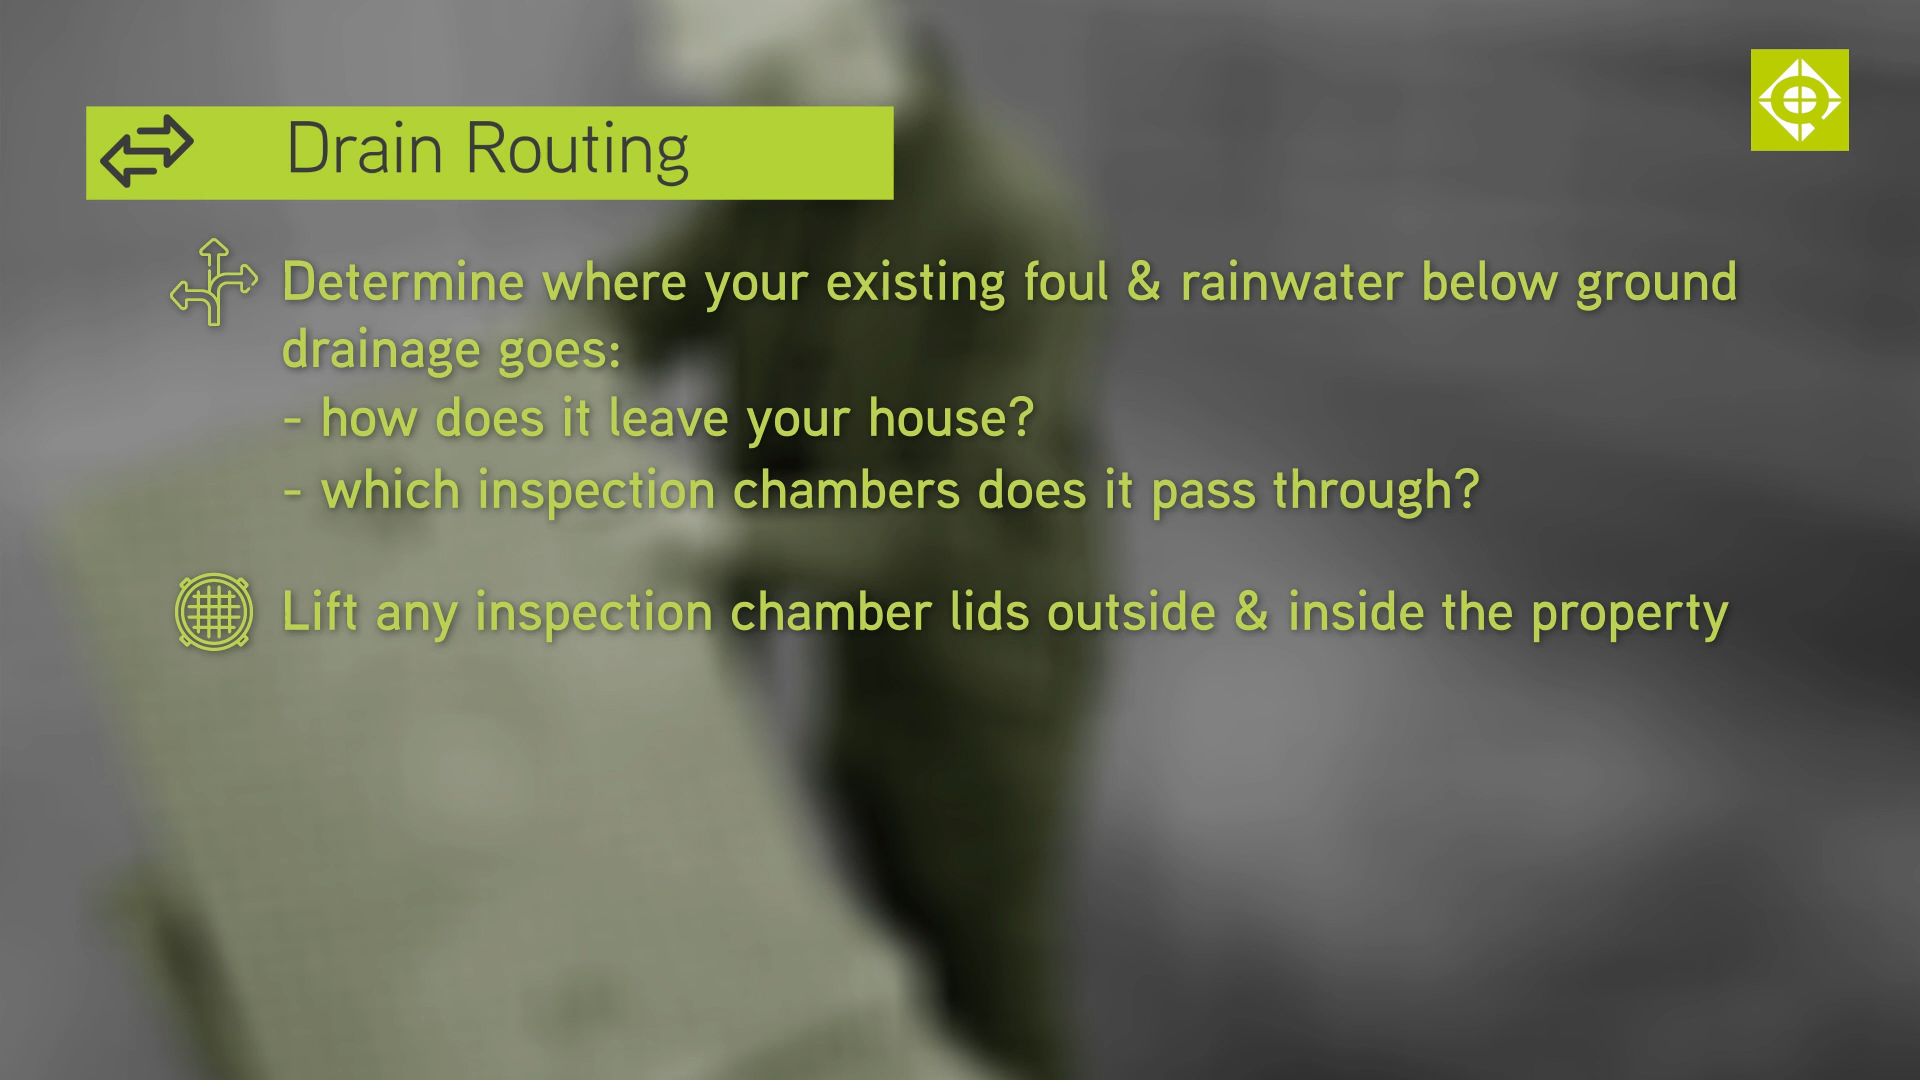 Drain Routing
Determine where your existing foul & rainwater below ground
drainage goes:
- how does it leave your house?
- which inspection chambers does it pass through?
Lift any inspection chamber lids outside & inside the property